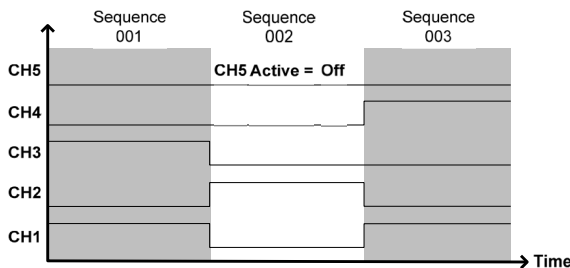 Sequence Sequence Sequence
001 002 003
CH5 CH5 Active = Off
CH4
CH3
CH2
CH1
Time